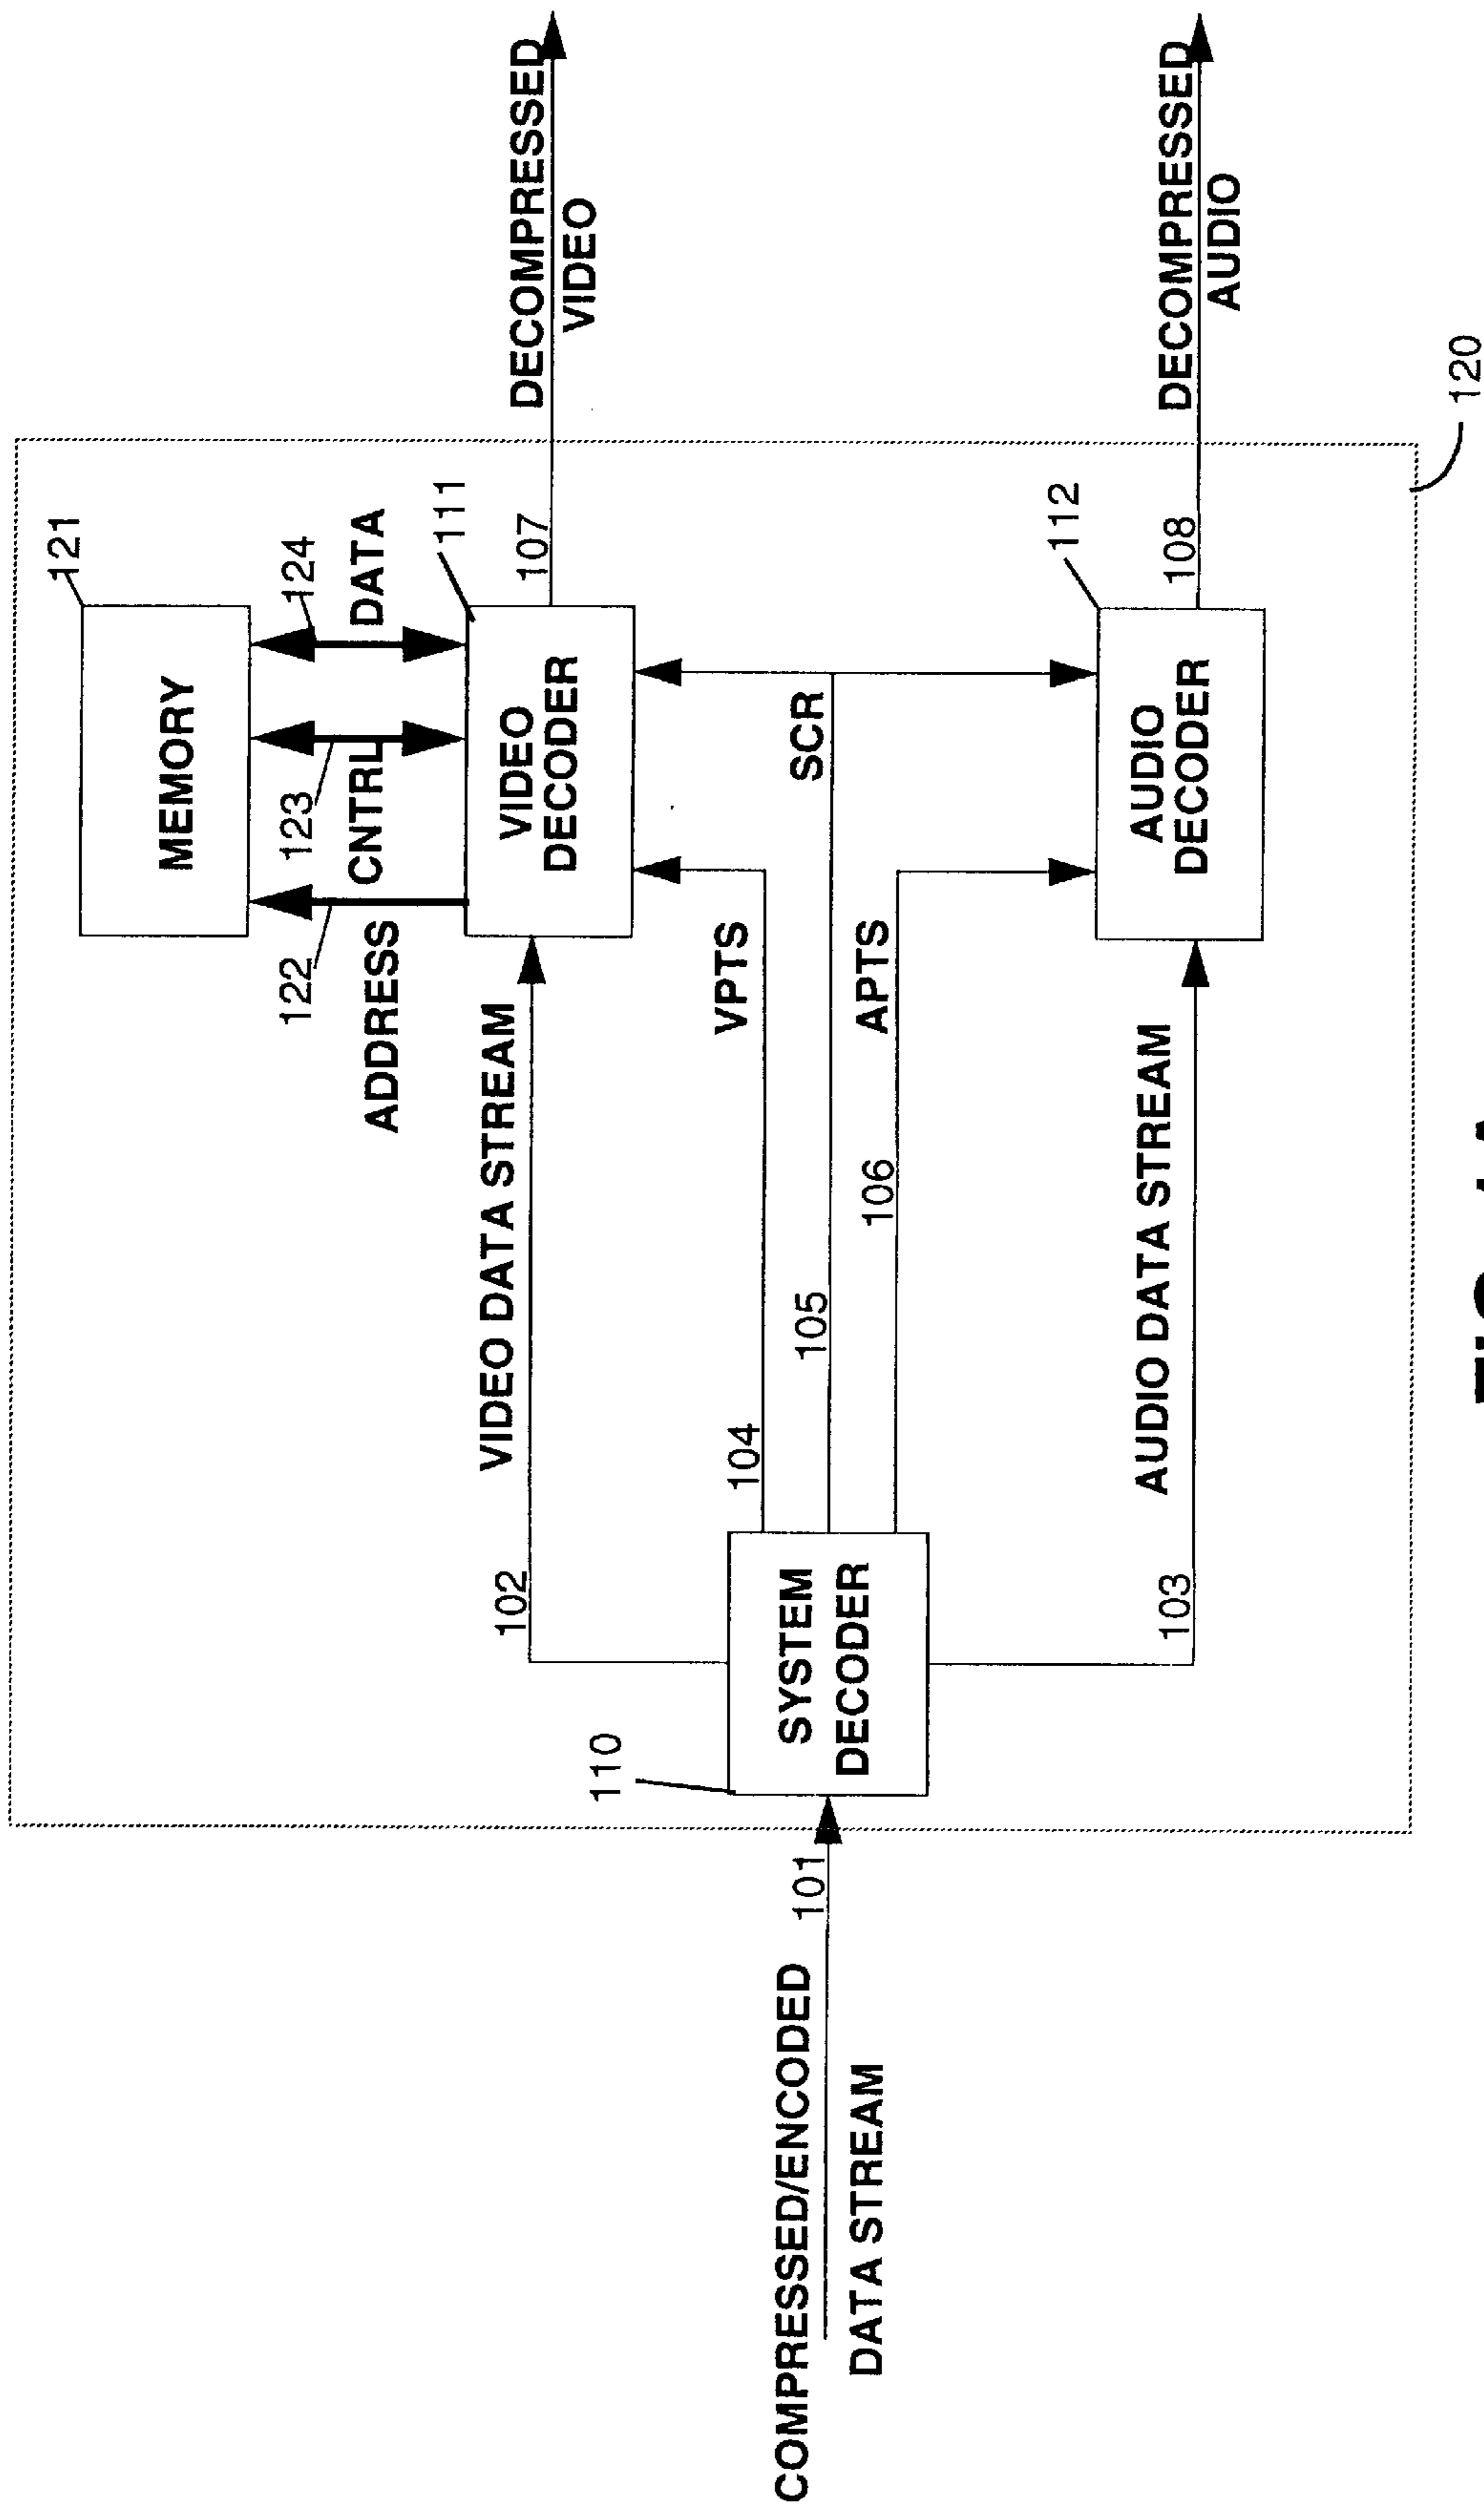 121
MEMORY
122
123
124
ADDRESS
CNTRL
DATA
111
VIDEO
DECODER
107
DECOMPRESSED
VIDEO
102
VIDEO DATA STREAM
110
SYSTEM
DECODER
104
VPTS
COMPRESSED/ENCODED
101
DATA STREAM
105
SCR
106
APTS
112
AUDIO
DECODER
108
DECOMPRESSED
AUDIO
103
AUDIO DATA STREAM
120